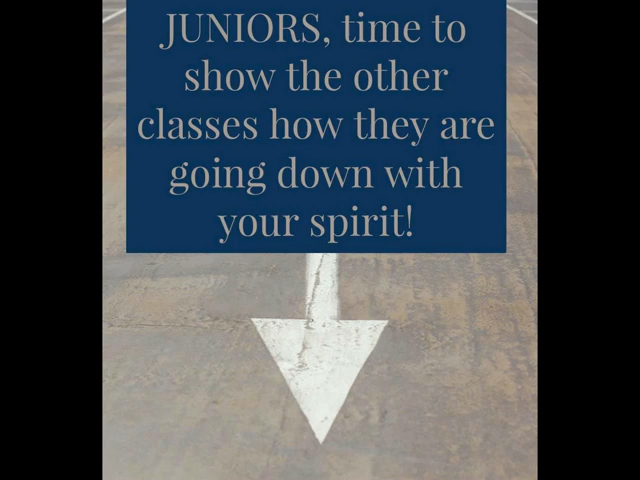 JUNIORS, time to
show the other
classes how they are
going down with
your spirit!